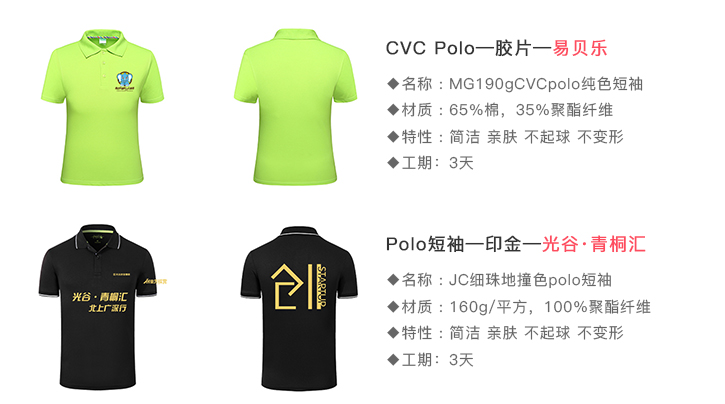 CVC Polo—胶片—易贝乐
◆名称：MG190gCVCpolo纯色短袖
◆材质：65%棉，35%聚酯纤维
◆特性：简洁 亲肤 不起球 不变形
◆工期：3天
Polo短袖—印金—光谷·青桐汇
◆名称：JC细珠地撞色polo短袖
◆材质：160g/平方，100%聚酯纤维
◆特性：简洁 亲肤 不起球 不变形
◆工期：3天
光谷·青桐汇
北上广深行
STARTUP